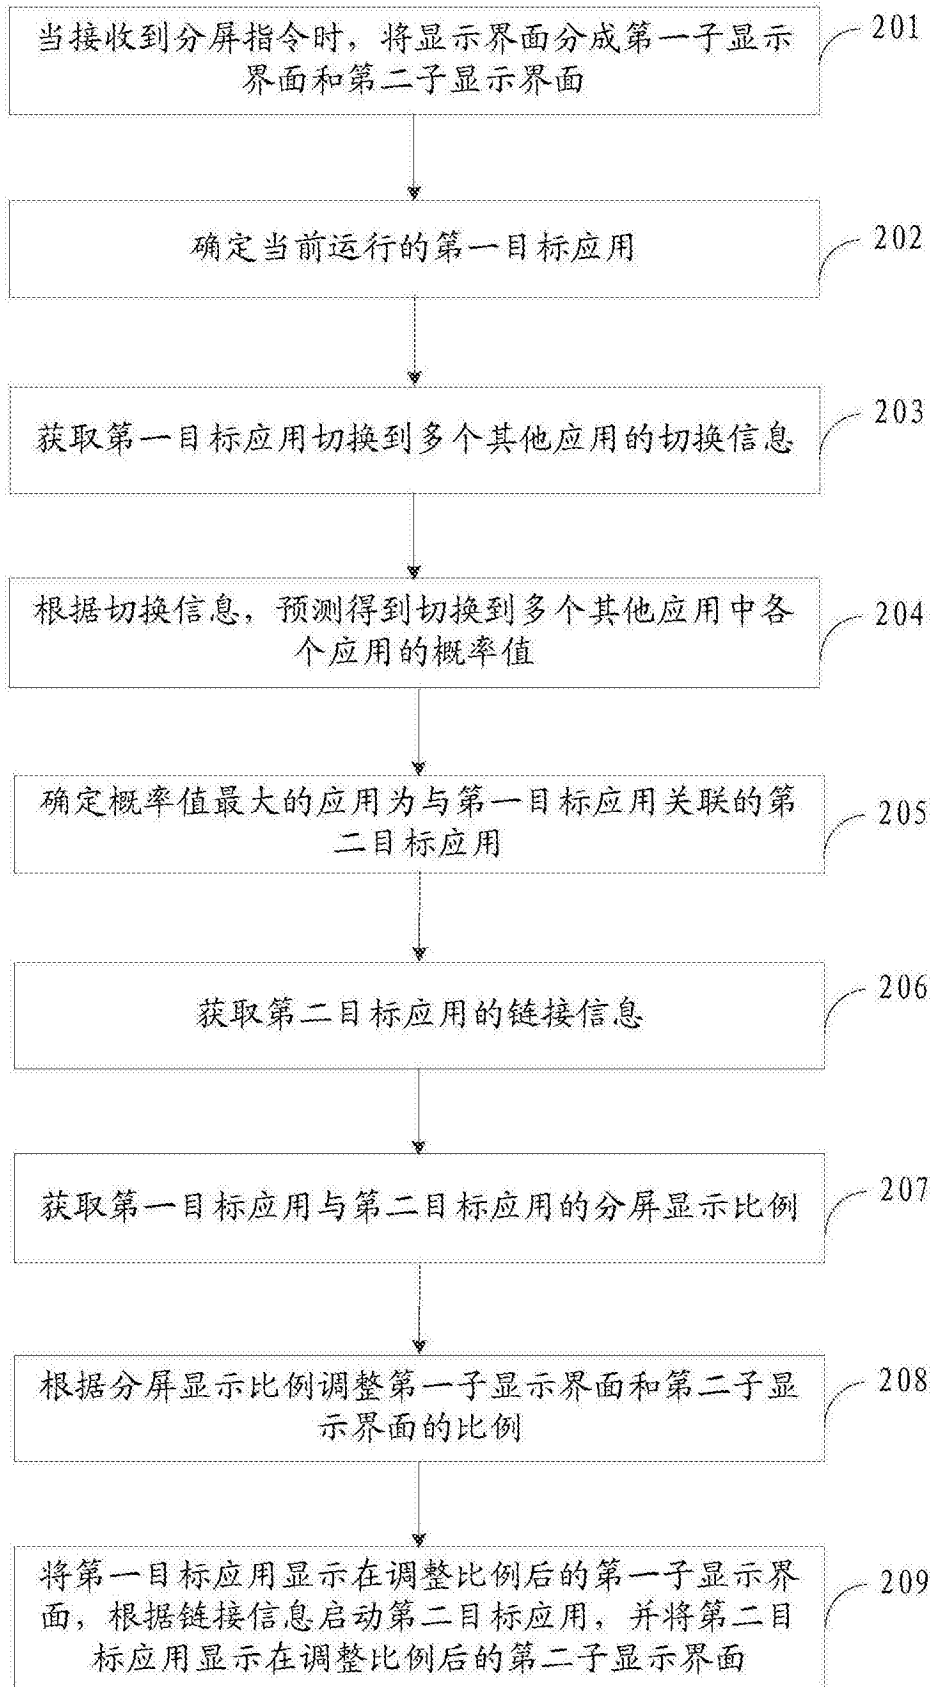 当接收到分屏指令时，将显示界面分成第一子显示
界面和第二子显示界面
201
确定当前运行的第一目标应用
202
获取第一目标应用切换到多个其他应用的切换信息
203
根据切换信息，预测得到切换到多个其他应用中各
个应用的概率值
204
确定概率值最大的应用为与第一目标应用关联的第
二目标应用
205
获取第二目标应用的链接信息
206
获取第一目标应用与第二目标应用的分屏显示比例
207
根据分屏显示比例调整第一子显示界面和第二子显
示界面的比例
208
将第一目标应用显示在调整比例后的第一子显示界
面，根据链接信息启动第二目标应用，并将第二目
标应用显示在调整比例后的第二子显示界面
209